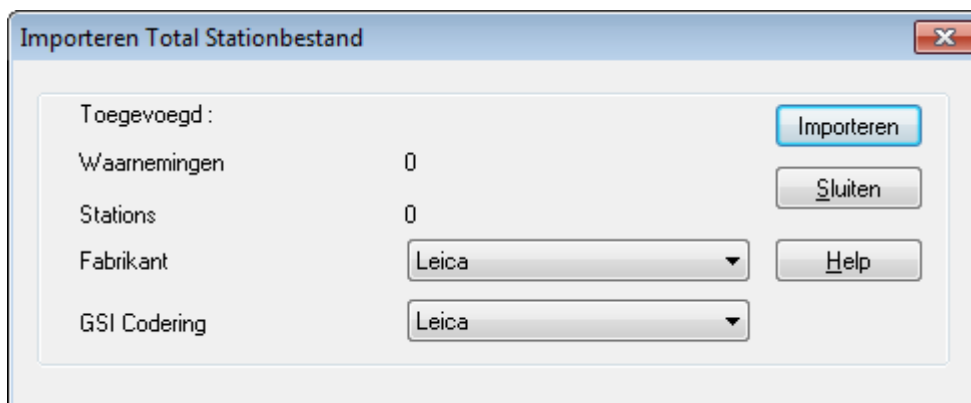 Importeren Total Stationbestand
Toegevoegd :
Importeren
Waarnemingen 0
Sluiten
Stations 0
Fabrikant Leica
Help
GSI Codering Leica